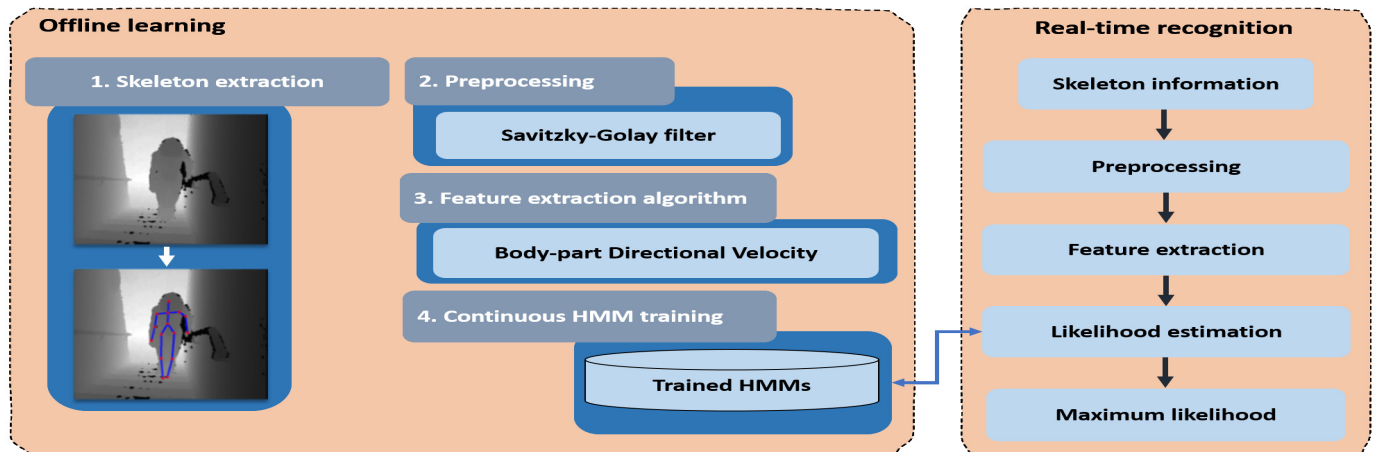 Offline learning
1. Skeleton extraction
2. Preprocessing
Savitzky-Golay filter
3. Feature extraction algorithm
Body-part Directional Velocity
4. Continuous HMM training
Trained HMMs
Real-time recognition
Skeleton information
Preprocessing
Feature extraction
Likelihood estimation
Maximum likelihood